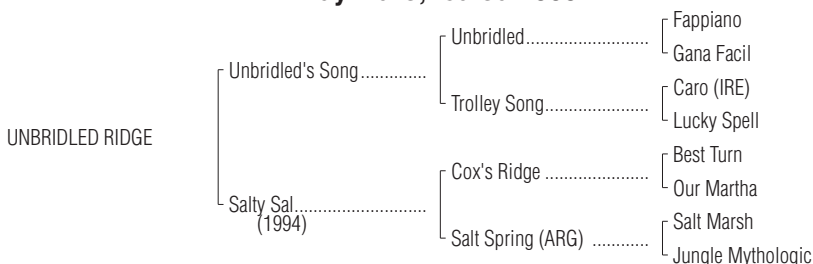 Fappiano
Unbridled..............................
Gana Facil
Unbridled's Song................
Caro (IRE)
Trolley Song.........................
Lucky Spell
UNBRIDLED RIDGE
Best Turn
Cox's Ridge .........................
Our Martha
Salty Sal................................
(1994)
Salt Marsh
Salt Spring (ARG) .............
Jungle Mythologic